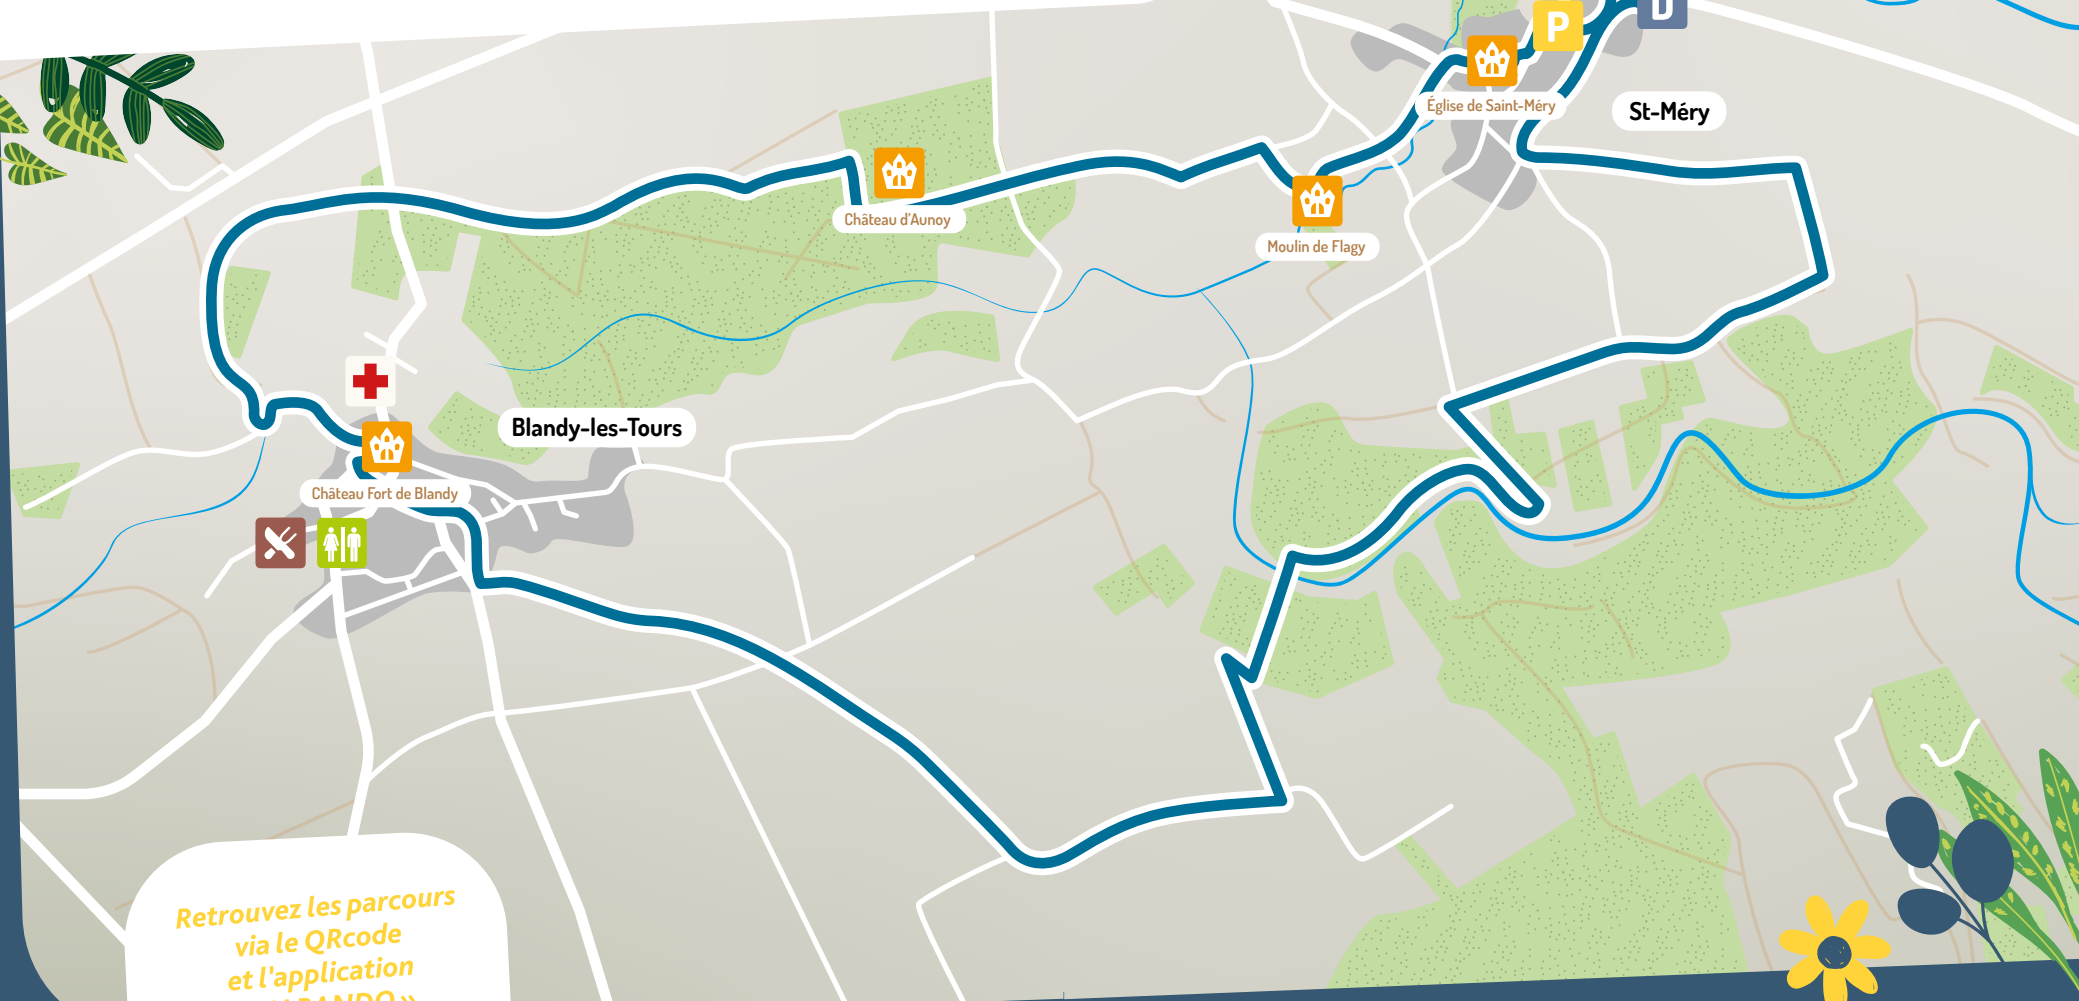 P
D
Église de Saint-Méry
St-Méry
Château d'Aunoy
Moulin de Flagy
Blandy-les-Tours
Château Fort de Blandy
Retrouvez les parcours
via le QRcode
et l'application